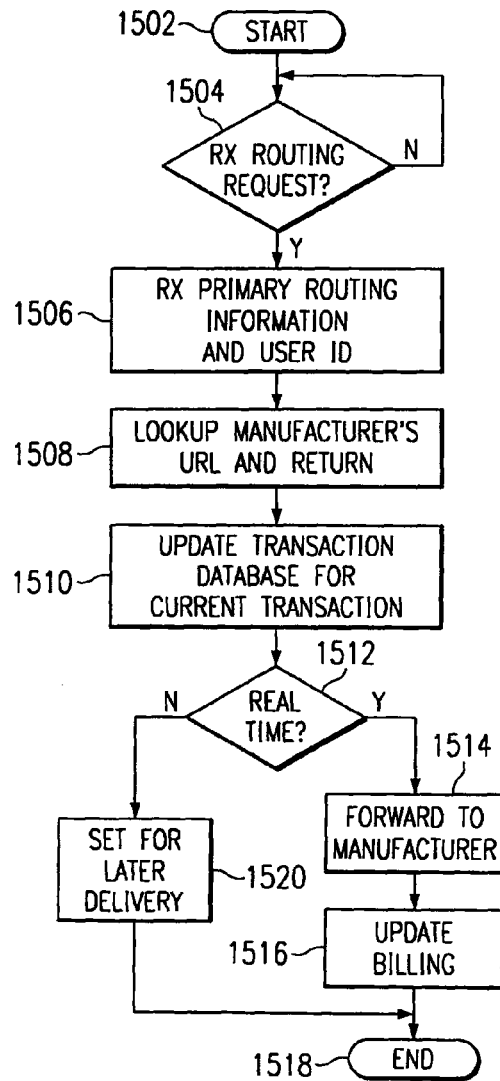 1502
START
1504
RX ROUTING
REQUEST?
N
Y
1506
RX PRIMARY ROUTING
INFORMATION
AND USER ID
1508
LOOKUP MANUFACTURER'S
URL AND RETURN
1510
UPDATE TRANSACTION
DATABASE FOR
CURRENT TRANSACTION
1512
N
REAL
TIME?
Y
1514
FORWARD TO
MANUFACTURER
SET FOR
LATER
DELIVERY
1520
1516
UPDATE
BILLING
1518
END